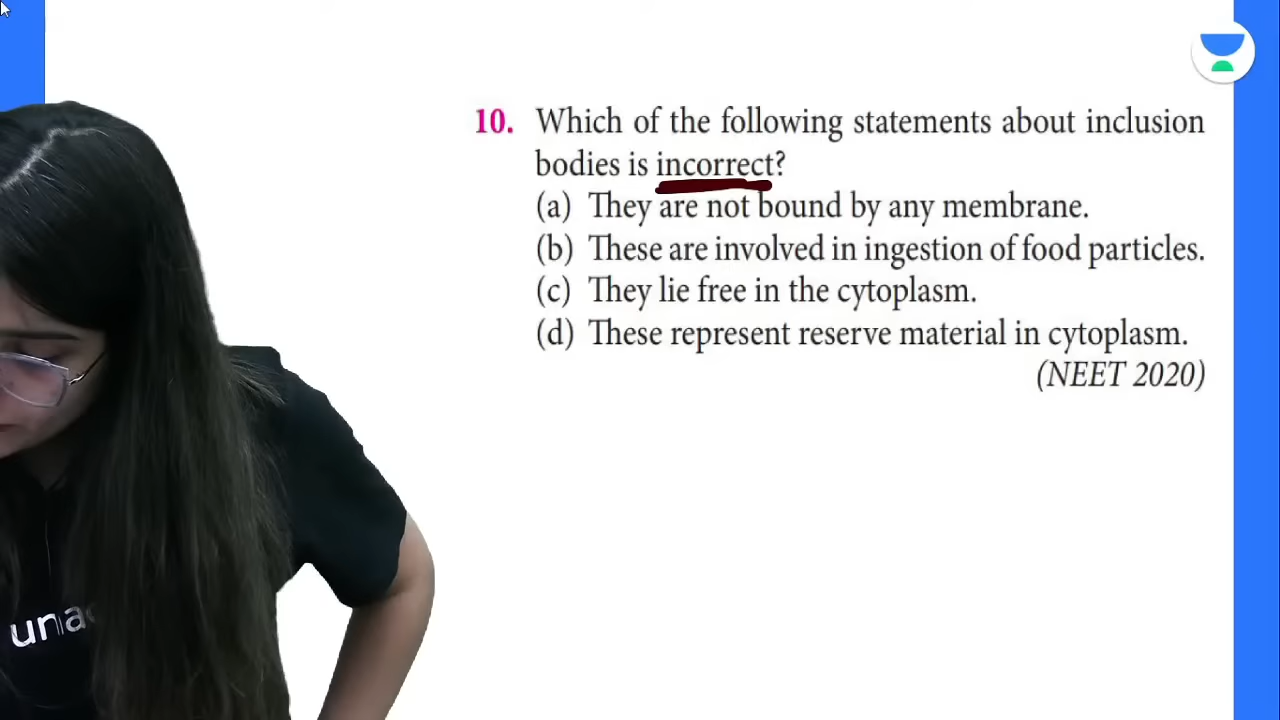 10. Which of the following statements about inclusion
bodies is incorrect?
(a) They are not bound by any membrane.
(b) These are involved in ingestion of food particles.
(c) They lie free in the cytoplasm.
(d) These represent reserve material in cytoplasm.
(NEET 2020)